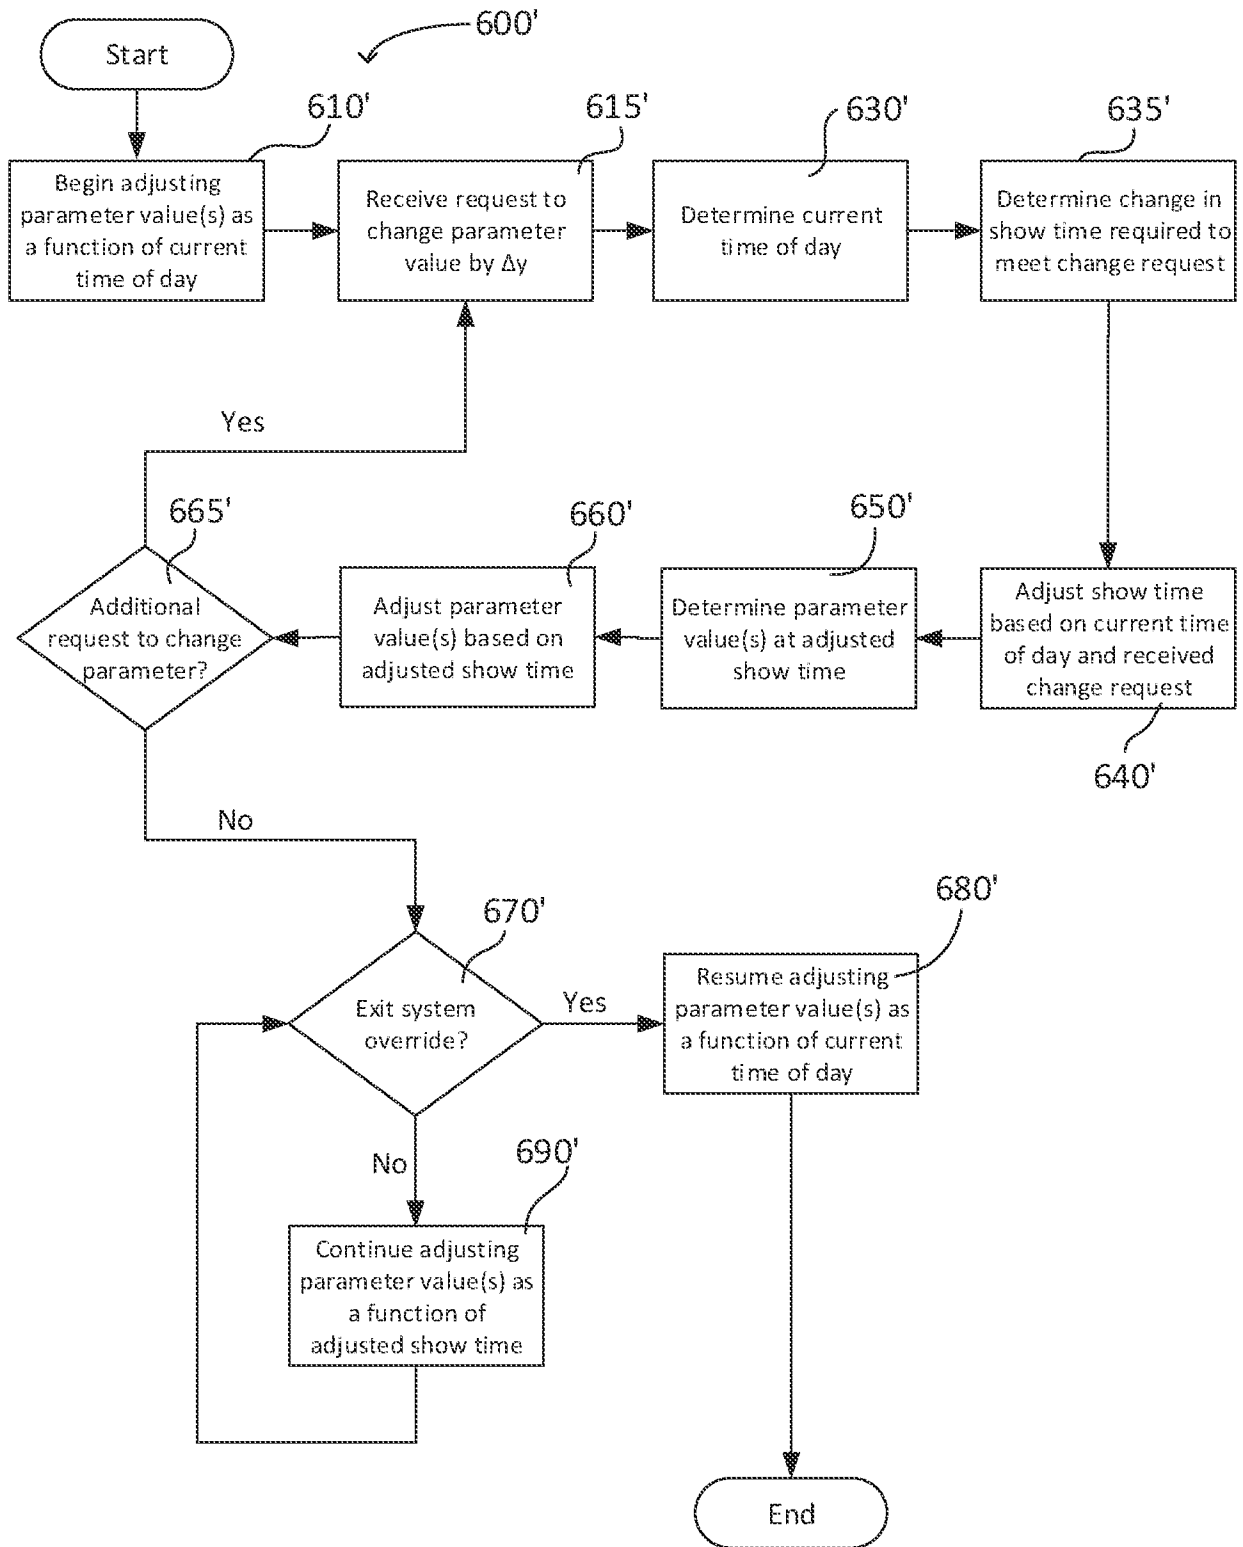 Start
600'
610'
Begin adjusting
parameter value(s) as
a function of current
time of day
615'
Receive request to
change parameter
value by Δy
630'
Determine current
time of day
635'
Determine change in
show time required to
meet change request
Yes
665'
Additional
request to change
parameter?
660'
Adjust parameter
value(s) based on
adjusted show time
650'
Determine parameter
value(s) at adjusted
show time
Adjust show time
based on current time
of day and received
change request
640'
No
670'
Exit system
override?
Yes
680'
Resume adjusting
parameter value(s) as
a function of current
time of day
No
690'
Continue adjusting
parameter value(s) as
a function of
adjusted show time
End